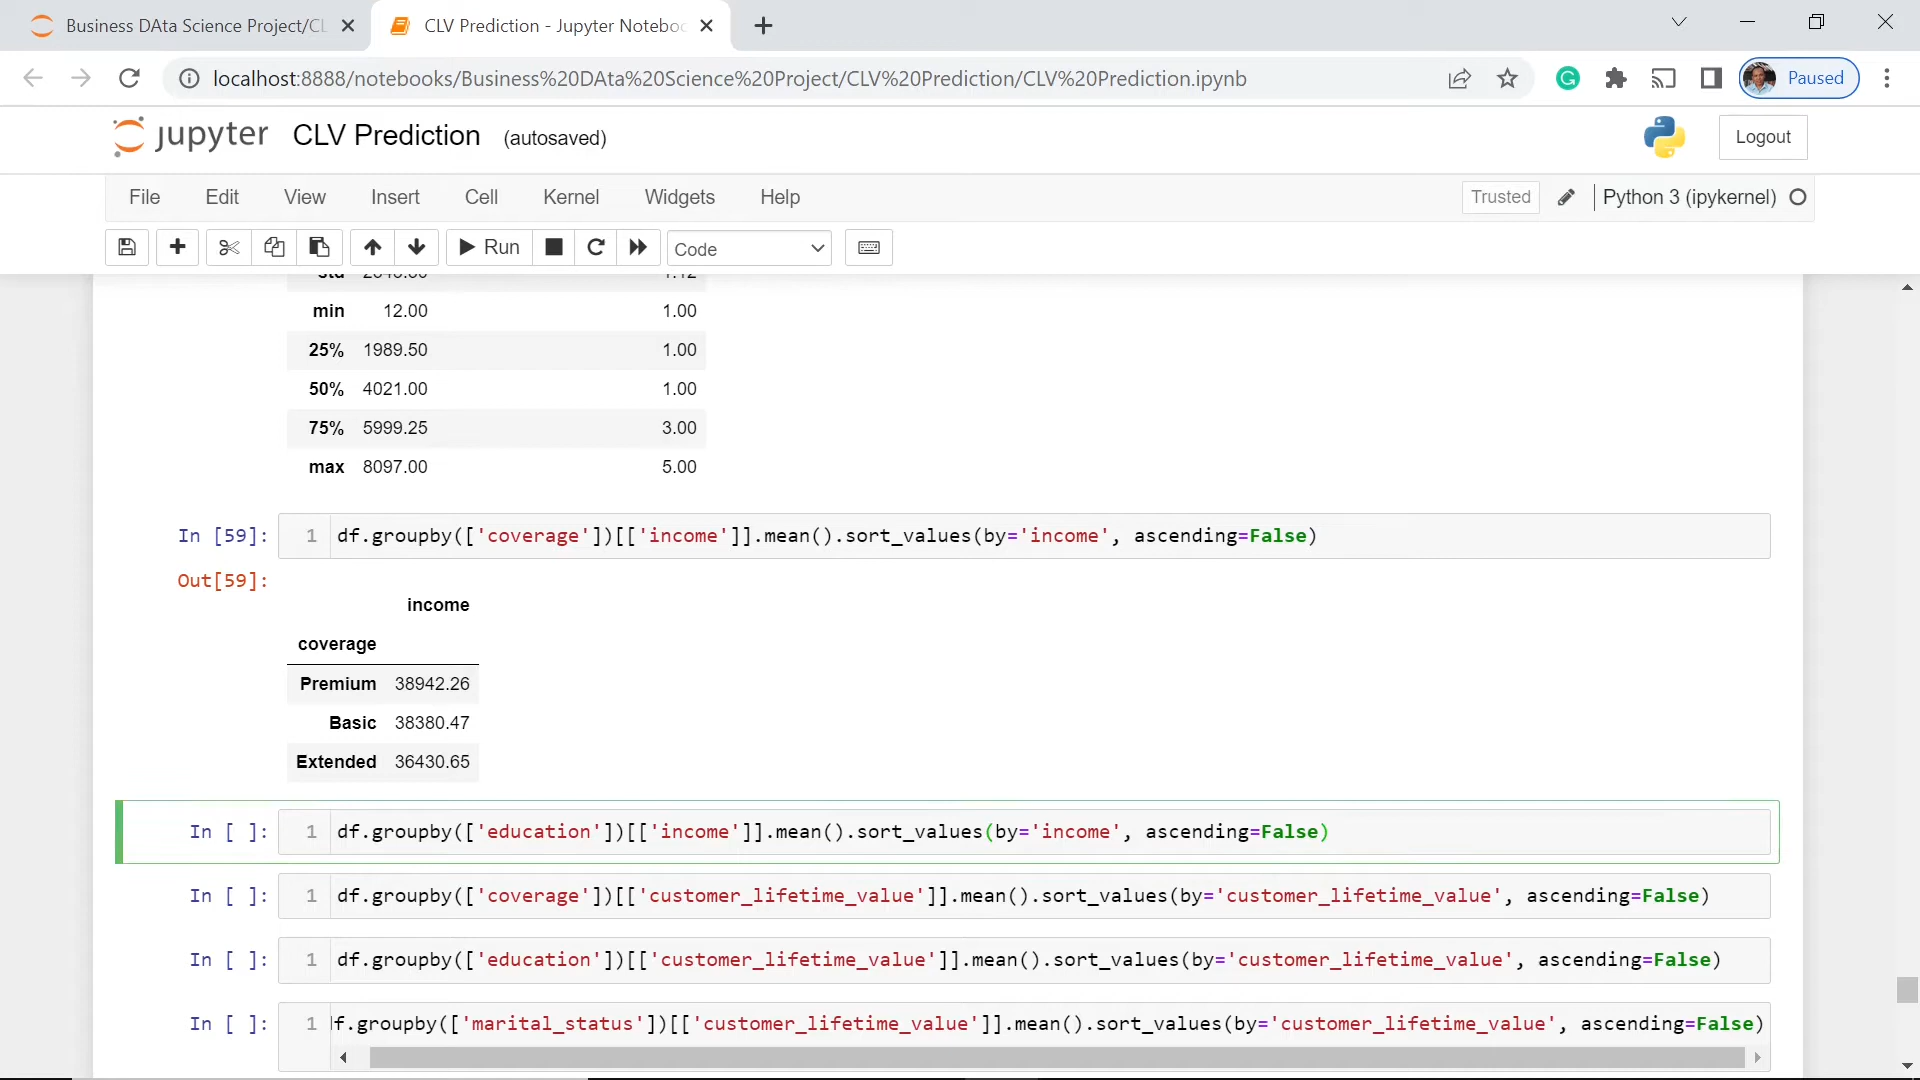 Business DAta Science Project/CL
CLV Prediction - Jupyter Noteboo
localhost:8888/notebooks/Business%20DAta%20Science%20Project/CLV%20Prediction/CLV%20Prediction.ipynb
Paused
jupyter CLV Prediction (autosaved)
Logout
File Edit View Insert Cell Kernel Widgets Help
Trusted Python 3 (ipykernel)
Run Code
min 12.00 1.00
25% 1989.50 1.00
50% 4021.00 1.00
75% 5999.25 3.00
max 8097.00 5.00
In [59]: 1 df.groupby(['coverage'])[['income']].mean().sort_values(by='income', ascending=False)
Out[59]:
income
coverage
Premium 38942.26
Basic 38380.47
Extended 36430.65
In [ ]: 1 df.groupby(['education'])[['income']].mean().sort_values(by='income', ascending=False)
In [ ]: 1 df.groupby(['coverage'])[['customer_lifetime_value']].mean().sort_values(by='customer_lifetime_value', ascending=False)
In [ ]: 1 df.groupby(['education'])[['customer_lifetime_value']].mean().sort_values(by='customer_lifetime_value', ascending=False)
In [ ]: 1 f.groupby(['marital_status'])[['customer_lifetime_value']].mean().sort_values(by='customer_lifetime_value', ascending=False)